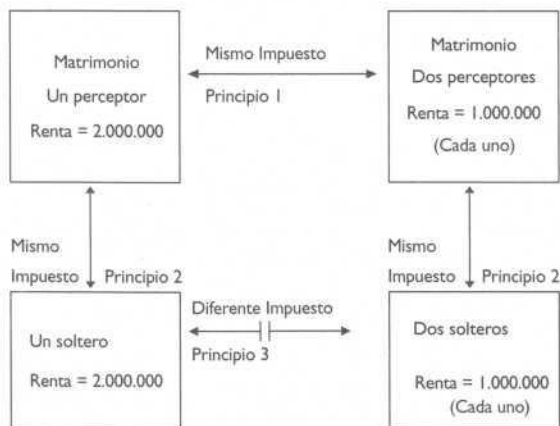 Matrimonio
Un perceptor
Renta = 2.000.000
Mismo Impuesto
Principio 1
Matrimonio
Dos perceptores
Renta = 1.000.000
(Cada uno)
Mismo
Impuesto Principio 2
Mismo
Impuesto Principio 2
Diferente Impuesto
Principio 3
Un soltero
Renta = 2.000.000
Dos solteros
Renta = 1.000.000
(Cada uno)